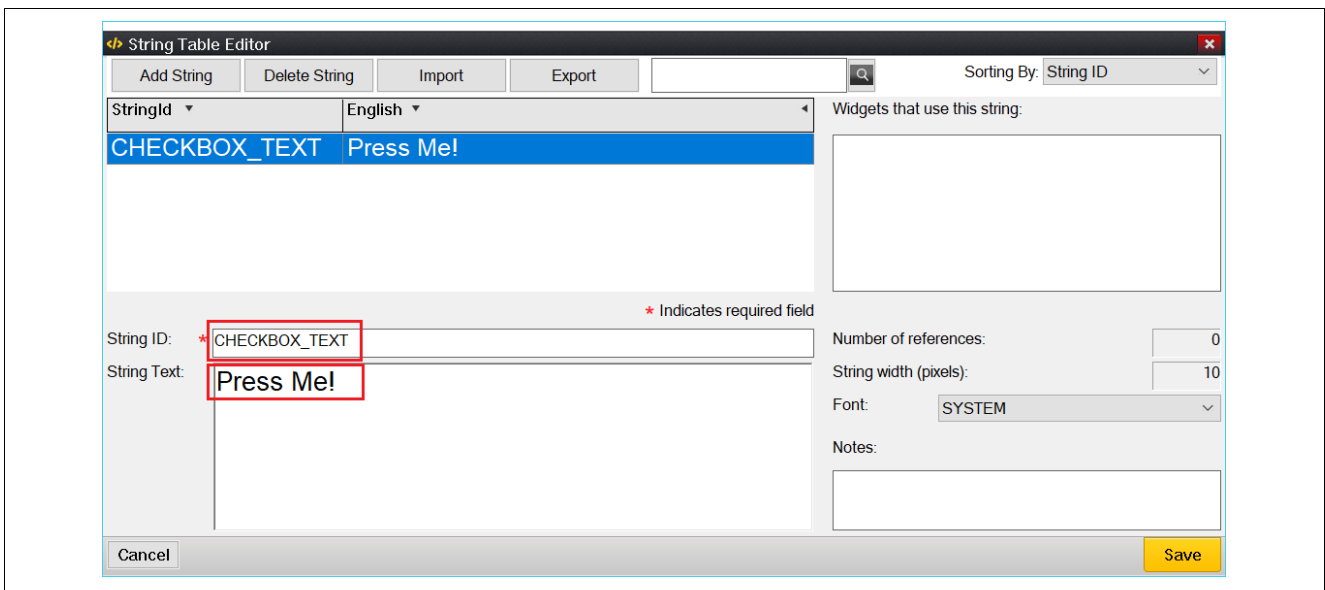 </> String Table Editor
Add String Delete String Import Export Sorting By: String ID
StringId English Widgets that use this string:
CHECKBOX_TEXT Press Me!
* Indicates required field
String ID: * CHECKBOX_TEXT Number of references: 0
String Text: Press Me! String width (pixels): 10
Font: SYSTEM
Notes:
Cancel Save